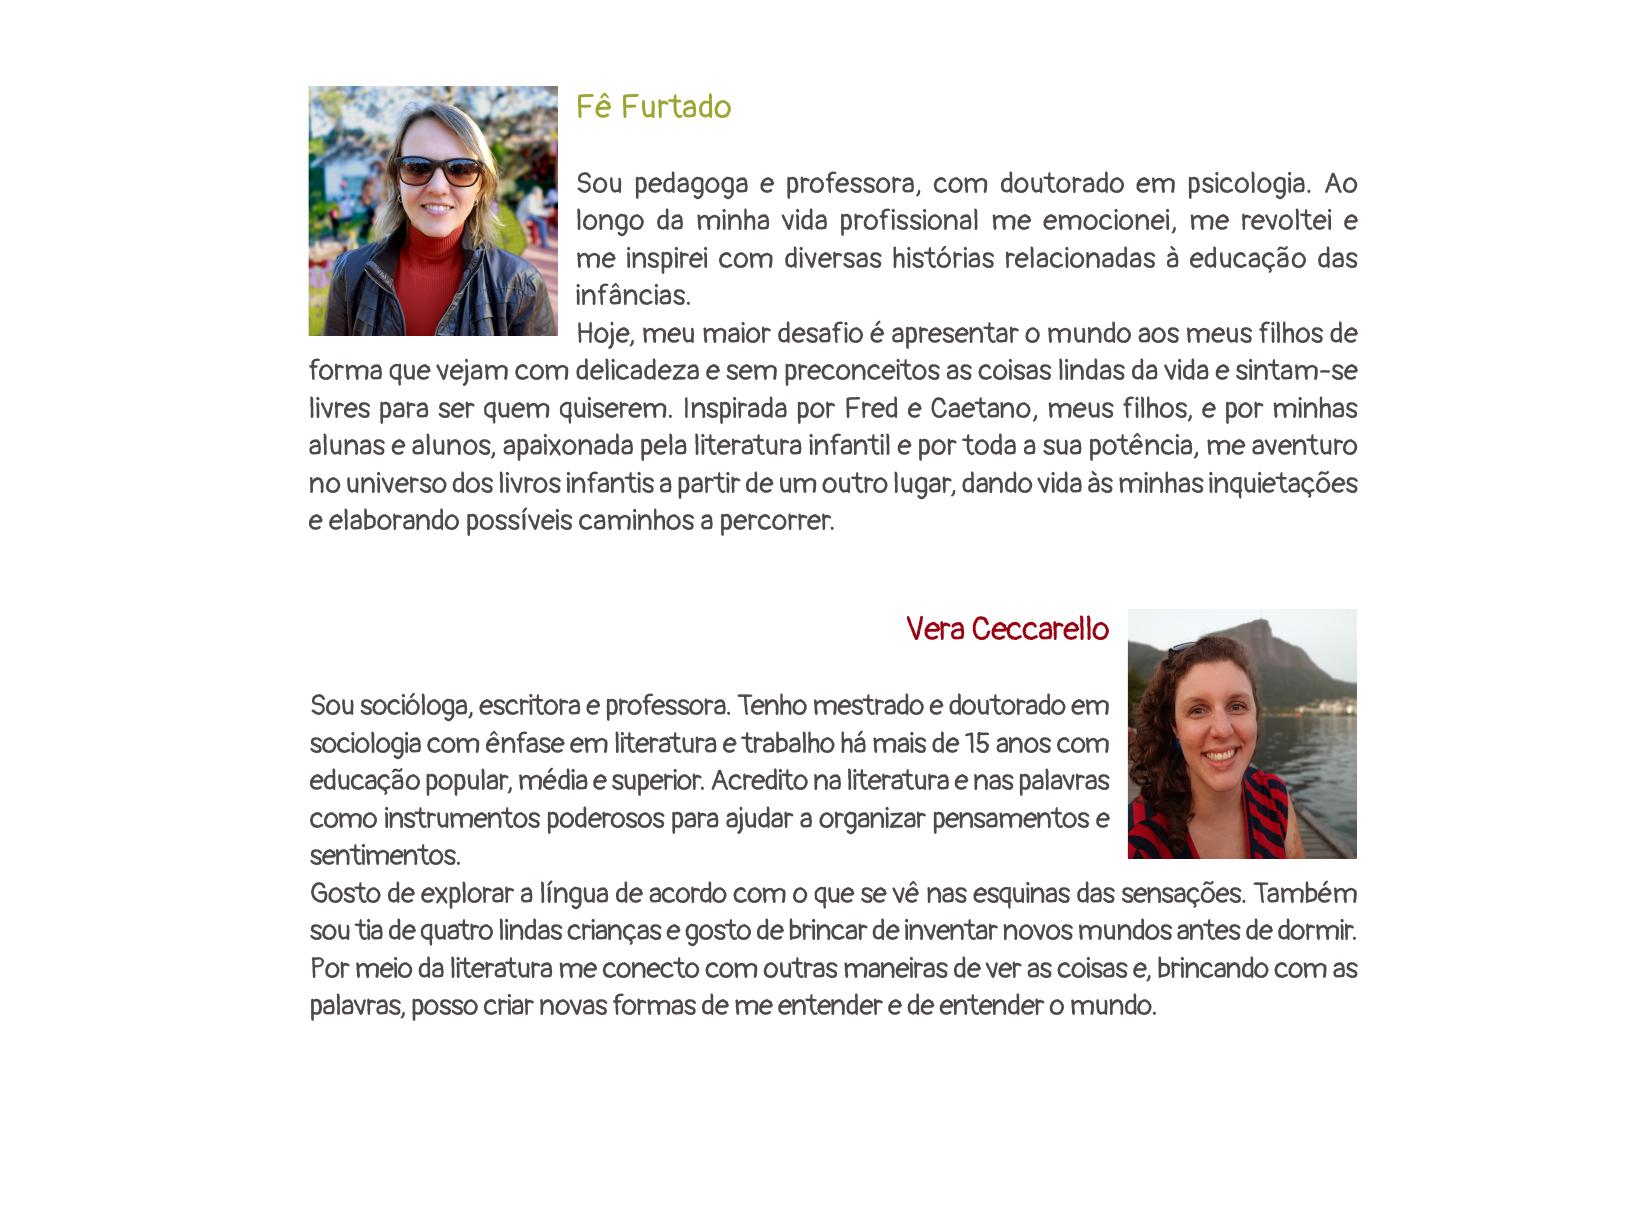 Fê Furtado
Sou pedagoga e professora, com doutorado em psicologia. Ao
longo da minha vida profissional me emocionei, me revoltei e
me inspirei com diversas histórias relacionadas à educação das
infâncias.
Hoje, meu maior desafio é apresentar o mundo aos meus filhos de
forma que vejam com delicadeza e sem preconceitos as coisas lindas da vida e sintam-se
livres para ser quem quiserem. Inspirada por Fred e Caetano, meus filhos, e por minhas
alunas e alunos, apaixonada pela literatura infantil e por toda a sua potência, me aventuro
no universo dos livros infantis a partir de um outro lugar, dando vida às minhas inquietações
e elaborando possíveis caminhos a percorrer.
Vera Ceccarello
Sou socióloga, escritora e professora. Tenho mestrado e doutorado em
sociologia com ênfase em literatura e trabalho há mais de 15 anos com
educação popular, média e superior. Acredito na literatura e nas palavras
como instrumentos poderosos para ajudar a organizar pensamentos e
sentimentos.
Gosto de explorar a língua de acordo com o que se vê nas esquinas das sensações. Também
sou tia de quatro lindas crianças e gosto de brincar de inventar novos mundos antes de dormir.
Por meio da literatura me conecto com outras maneiras de ver as coisas e, brincando com as
palavras, posso criar novas formas de me entender e de entender o mundo.